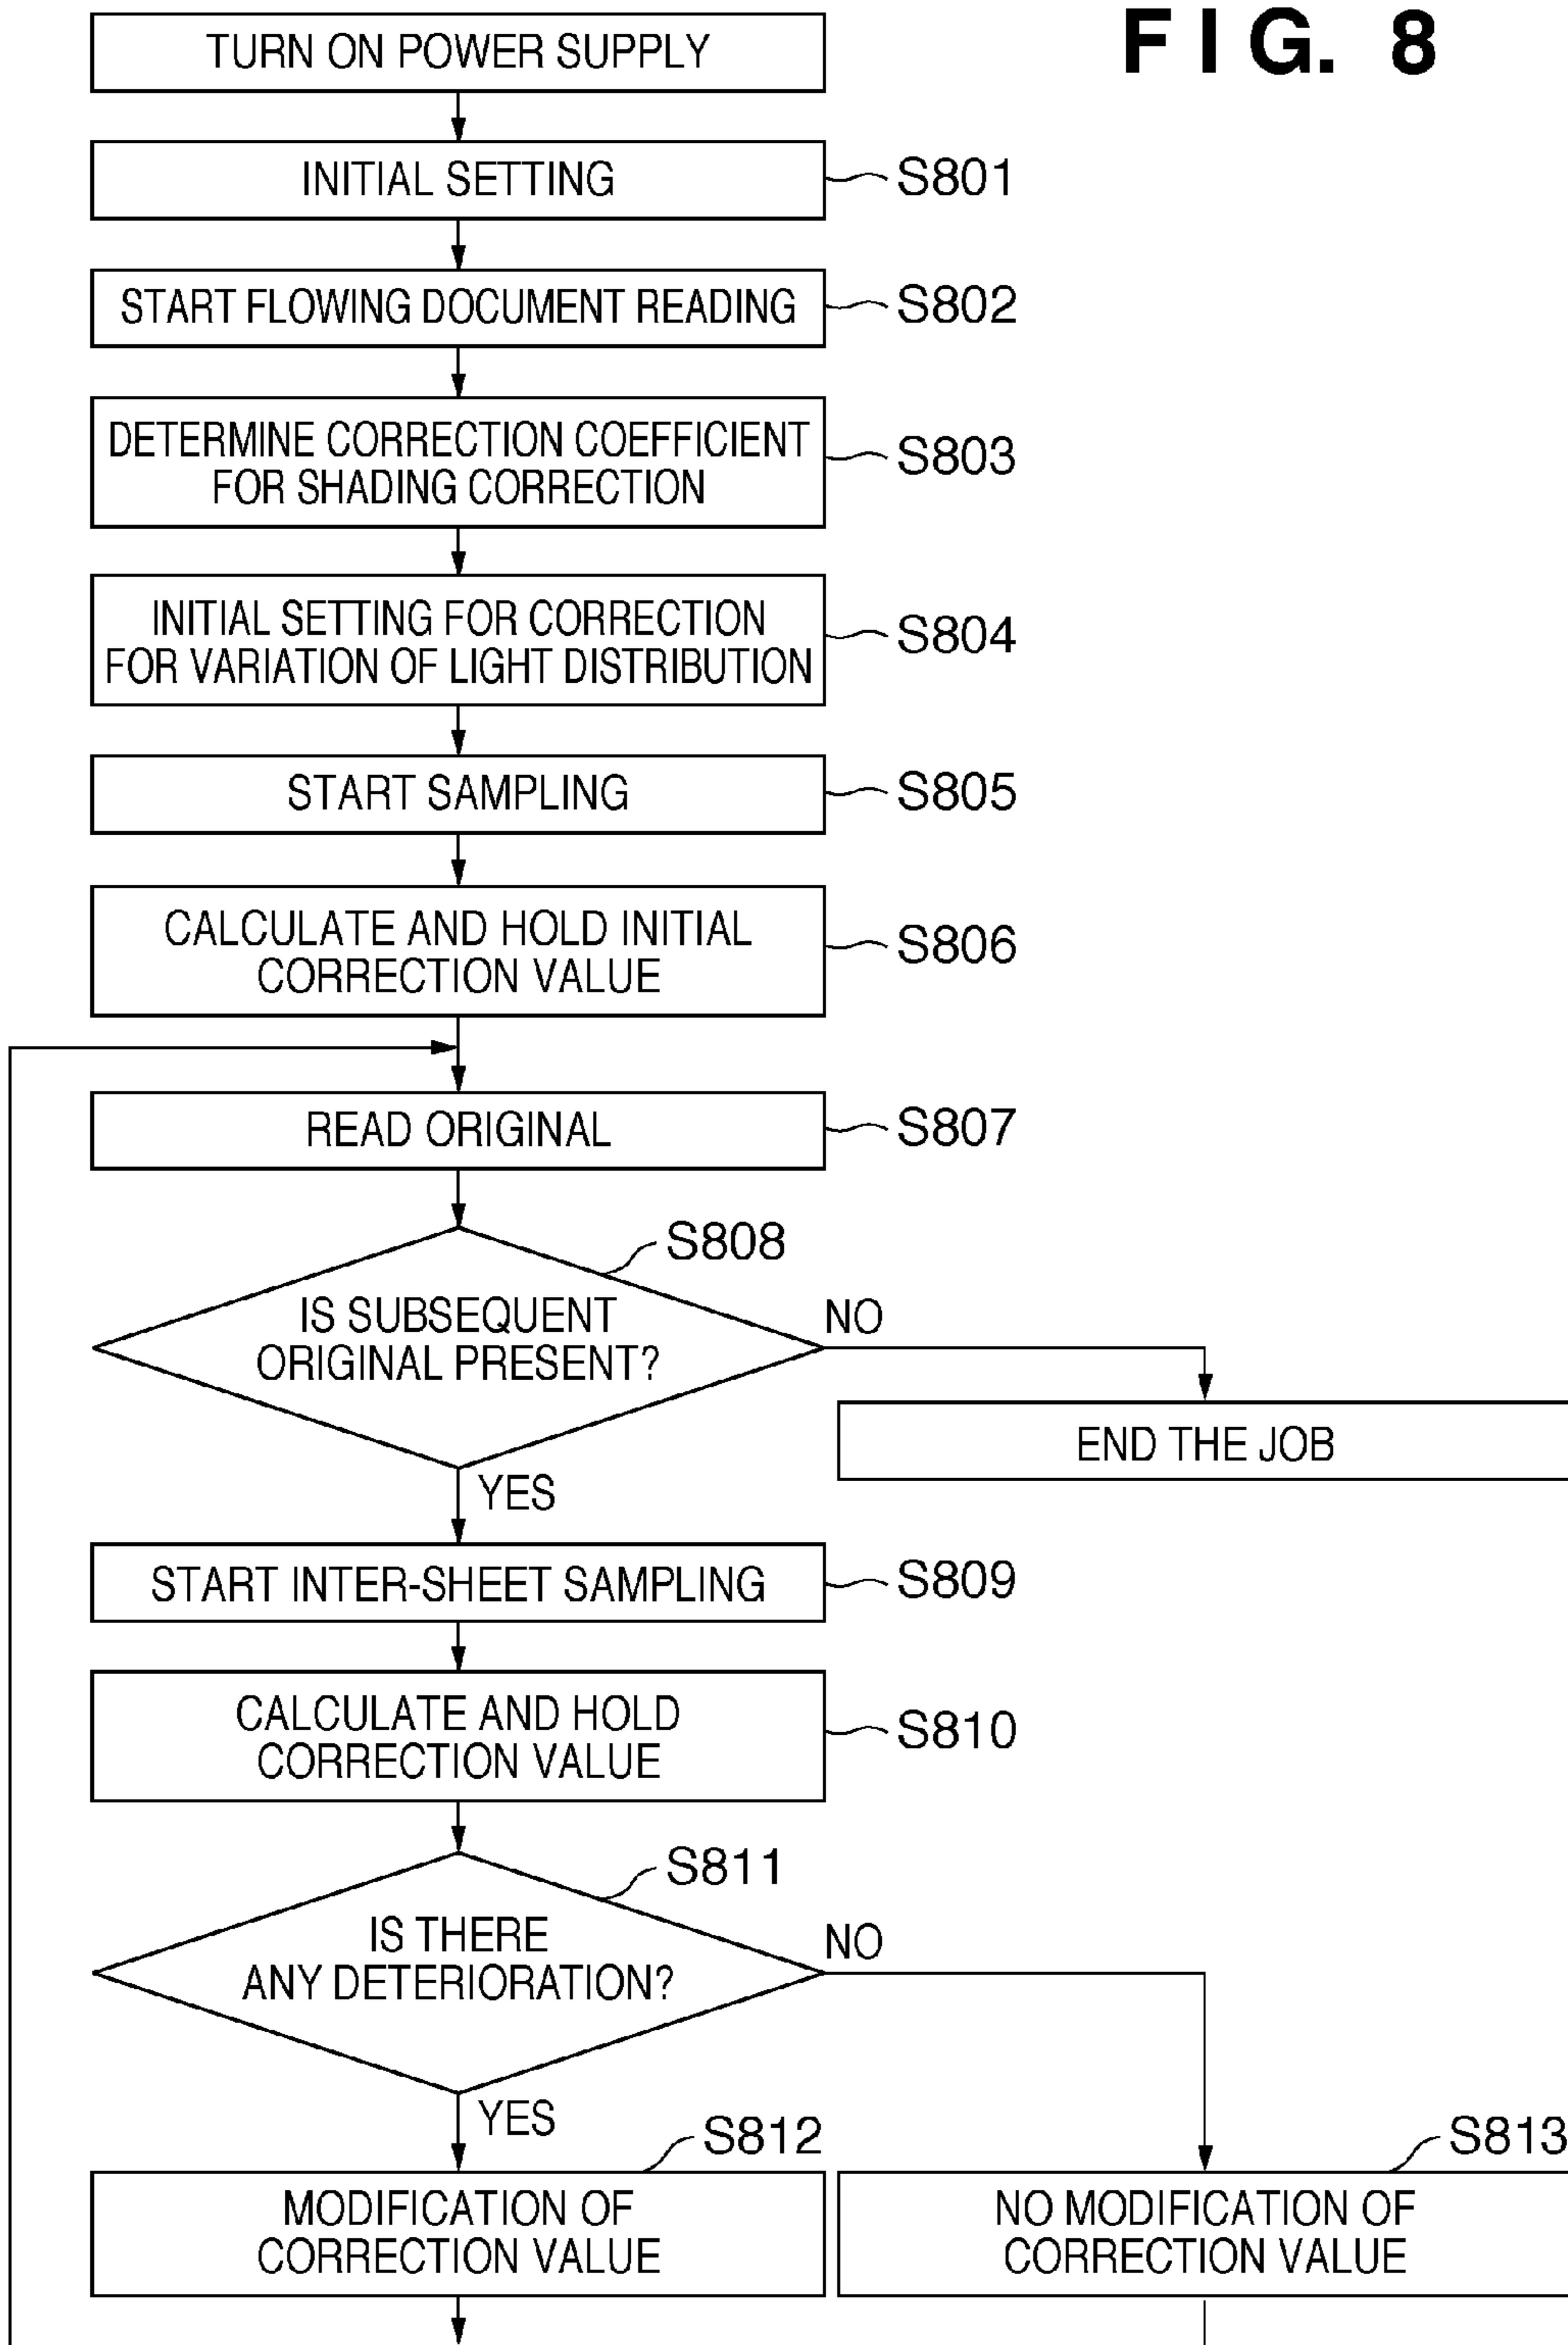 FIG. 8
TURN ON POWER SUPPLY
INITIAL SETTING
S801
START FLOWING DOCUMENT READING
S802
DETERMINE CORRECTION COEFFICIENT
FOR SHADING CORRECTION
S803
INITIAL SETTING FOR CORRECTION
FOR VARIATION OF LIGHT DISTRIBUTION
S804
START SAMPLING
S805
CALCULATE AND HOLD INITIAL
CORRECTION VALUE
S806
READ ORIGINAL
S807
S808
IS SUBSEQUENT
ORIGINAL PRESENT?
NO
END THE JOB
YES
START INTER-SHEET SAMPLING
S809
CALCULATE AND HOLD
CORRECTION VALUE
S810
S811
IS THERE
ANY DETERIORATION?
NO
YES
S812
MODIFICATION OF
CORRECTION VALUE
S813
NO MODIFICATION OF
CORRECTION VALUE